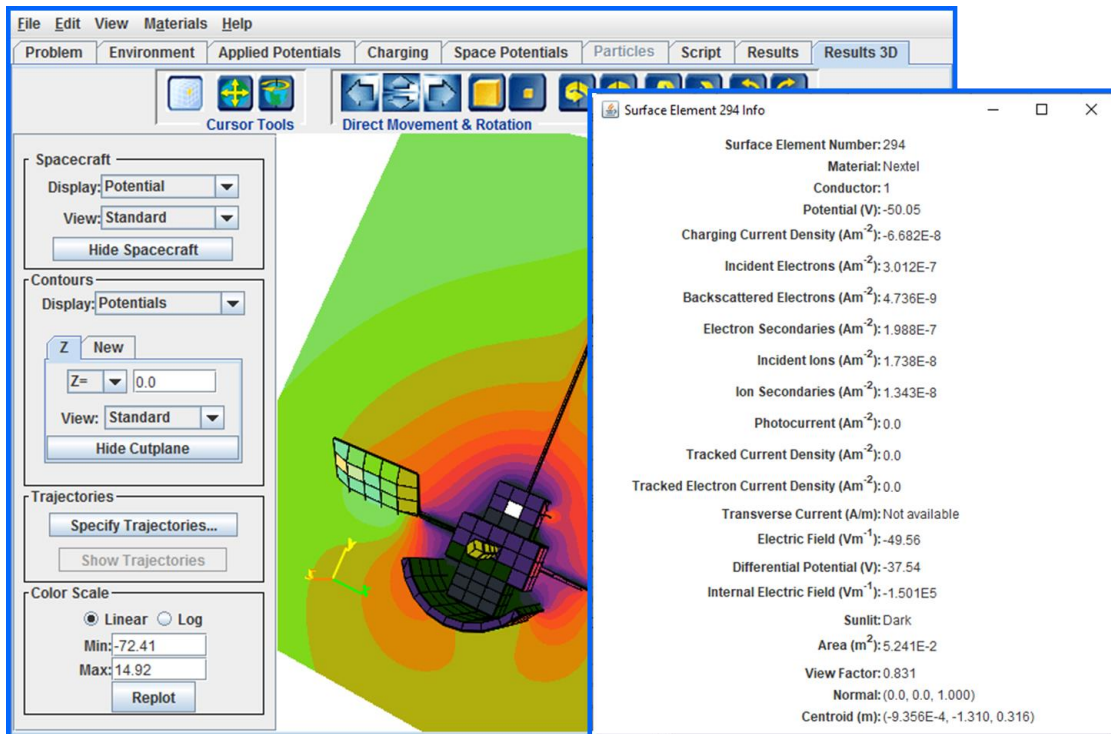 File Edit View Materials Help
Problem Environment Applied Potentials Charging Space Potentials Particles Script Results Results 3D
Cursor Tools Direct Movement & Rotation
Spacecraft
Display: Potential
View: Standard
Hide Spacecraft
Contours
Display: Potentials
Z New
Z= 0.0
View: Standard
Hide Cutplane
Trajectories
Specify Trajectories...
Show Trajectories
Color Scale
Linear Log
Min: -72.41
Max: 14.92
Replot
Surface Element 294 Info
Surface Element Number: 294
Material: Nextel
Conductor: 1
Potential (V): -50.05
Charging Current Density (Am⁻²): -6.682E-8
Incident Electrons (Am⁻²): 3.012E-7
Backscattered Electrons (Am⁻²): 4.736E-9
Electron Secondaries (Am⁻²): 1.988E-7
Incident Ions (Am⁻²): 1.738E-8
Ion Secondaries (Am⁻²): 1.343E-8
Photocurrent (Am⁻²): 0.0
Tracked Current Density (Am⁻²): 0.0
Tracked Electron Current Density (Am⁻²): 0.0
Transverse Current (A/m): Not available
Electric Field (Vm⁻¹): -49.56
Differential Potential (V): -37.54
Internal Electric Field (Vm⁻¹): -1.501E5
Sunlit: Dark
Area (m²): 5.241E-2
View Factor: 0.831
Normal: (0.0, 0.0, 1.000)
Centroid (m): (-9.356E-4, -1.310, 0.316)